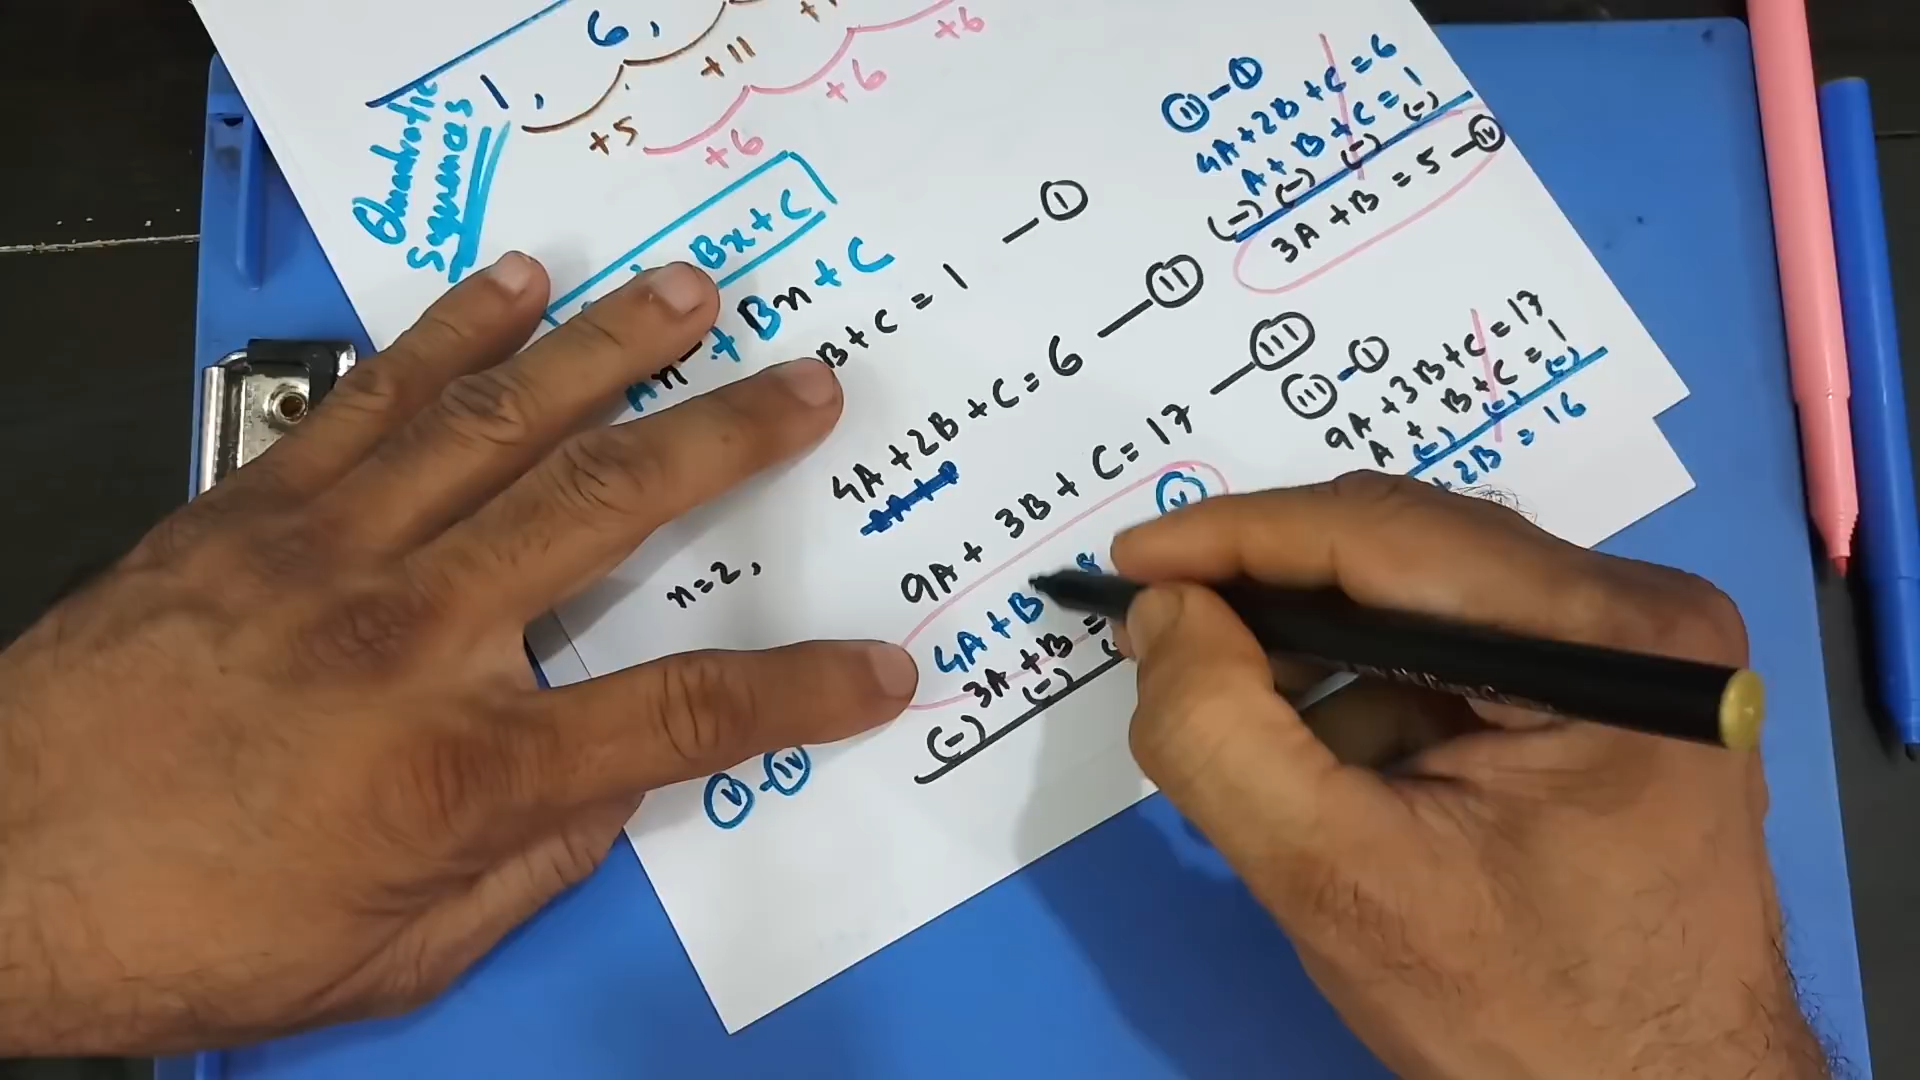 Quadratic
Sequences
1, 6,
+5 +11
+6 +6 +6
Bx + C
+ Bn + C
B + C = 1 — I
4A + 2B + C = 6 — II
9A + 3B + C = 17 — III
n = 2,
4A + B
V
3A + B =
(-) (-)
V - IV
II - I
4A + 2B + C = 6
A + B + C = 1
(-) (-) (-) (-)
3A + B = 5 — IV
III - I
9A + 3B + C = 17
A + B + C = 1
(-) (-) (-)
+ 2B = 16